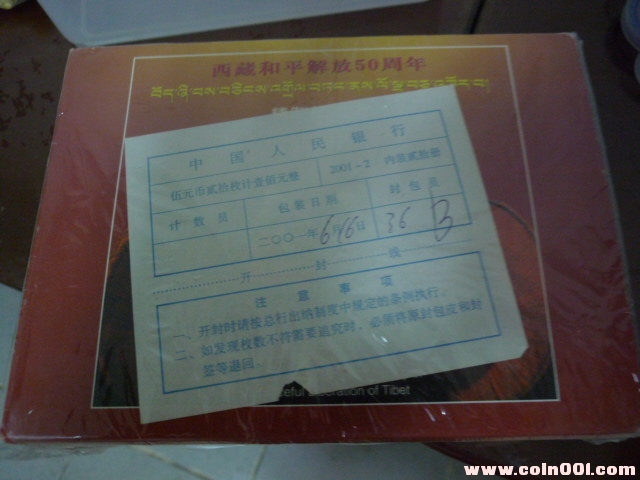 西藏和平解放50周年
中国人民银行
伍元币贰拾枚计壹佰元整 2001-2 内装贰拾册
计数员 包装日期 封包员
二〇〇一年6月16日 36 B
开 封 线
注意事项
一、开封时请按总行出纳制度中规定的条例执行。
二、如发现枚数不符需要追究时，必须将原封包皮和封
签等退回。
eful Liberation of Tibet
www.coin001.com